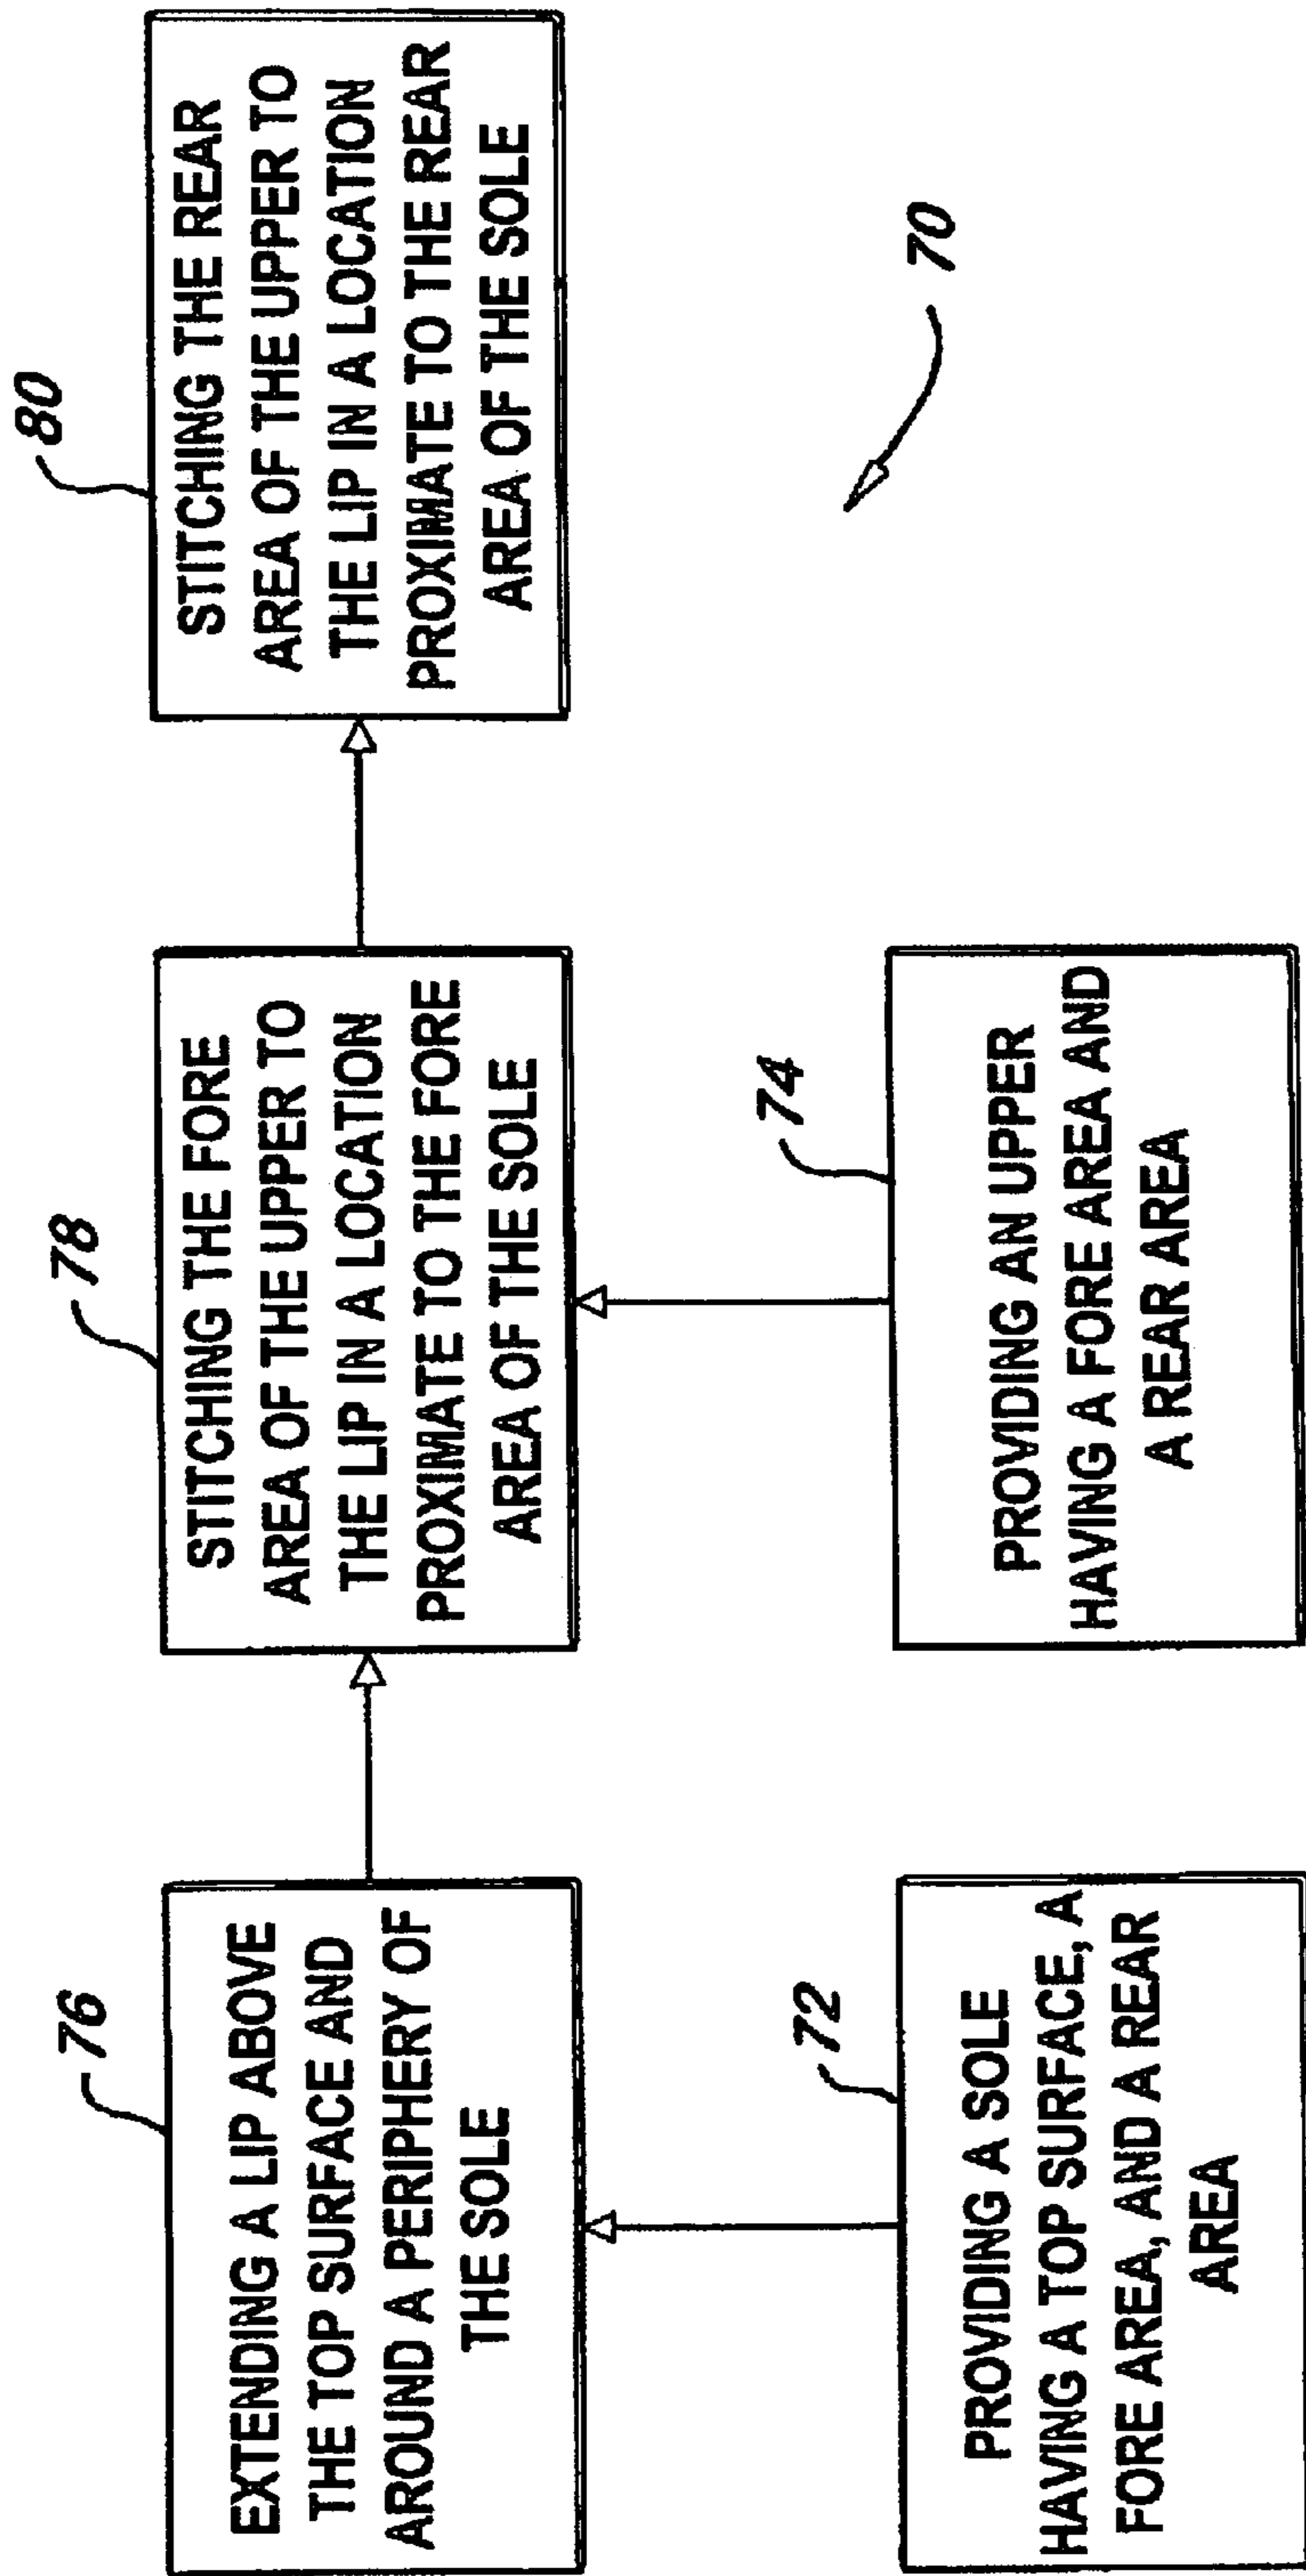 76
EXTENDING A LIP ABOVE
THE TOP SURFACE AND
AROUND A PERIPHERY OF
THE SOLE
78
STITCHING THE FORE
AREA OF THE UPPER TO
THE LIP IN A LOCATION
PROXIMATE TO THE FORE
AREA OF THE SOLE
80
STITCHING THE REAR
AREA OF THE UPPER TO
THE LIP IN A LOCATION
PROXIMATE TO THE REAR
AREA OF THE SOLE
72
PROVIDING A SOLE
HAVING A TOP SURFACE, A
FORE AREA, AND A REAR
AREA
74
PROVIDING AN UPPER
HAVING A FORE AREA AND
A REAR AREA
70